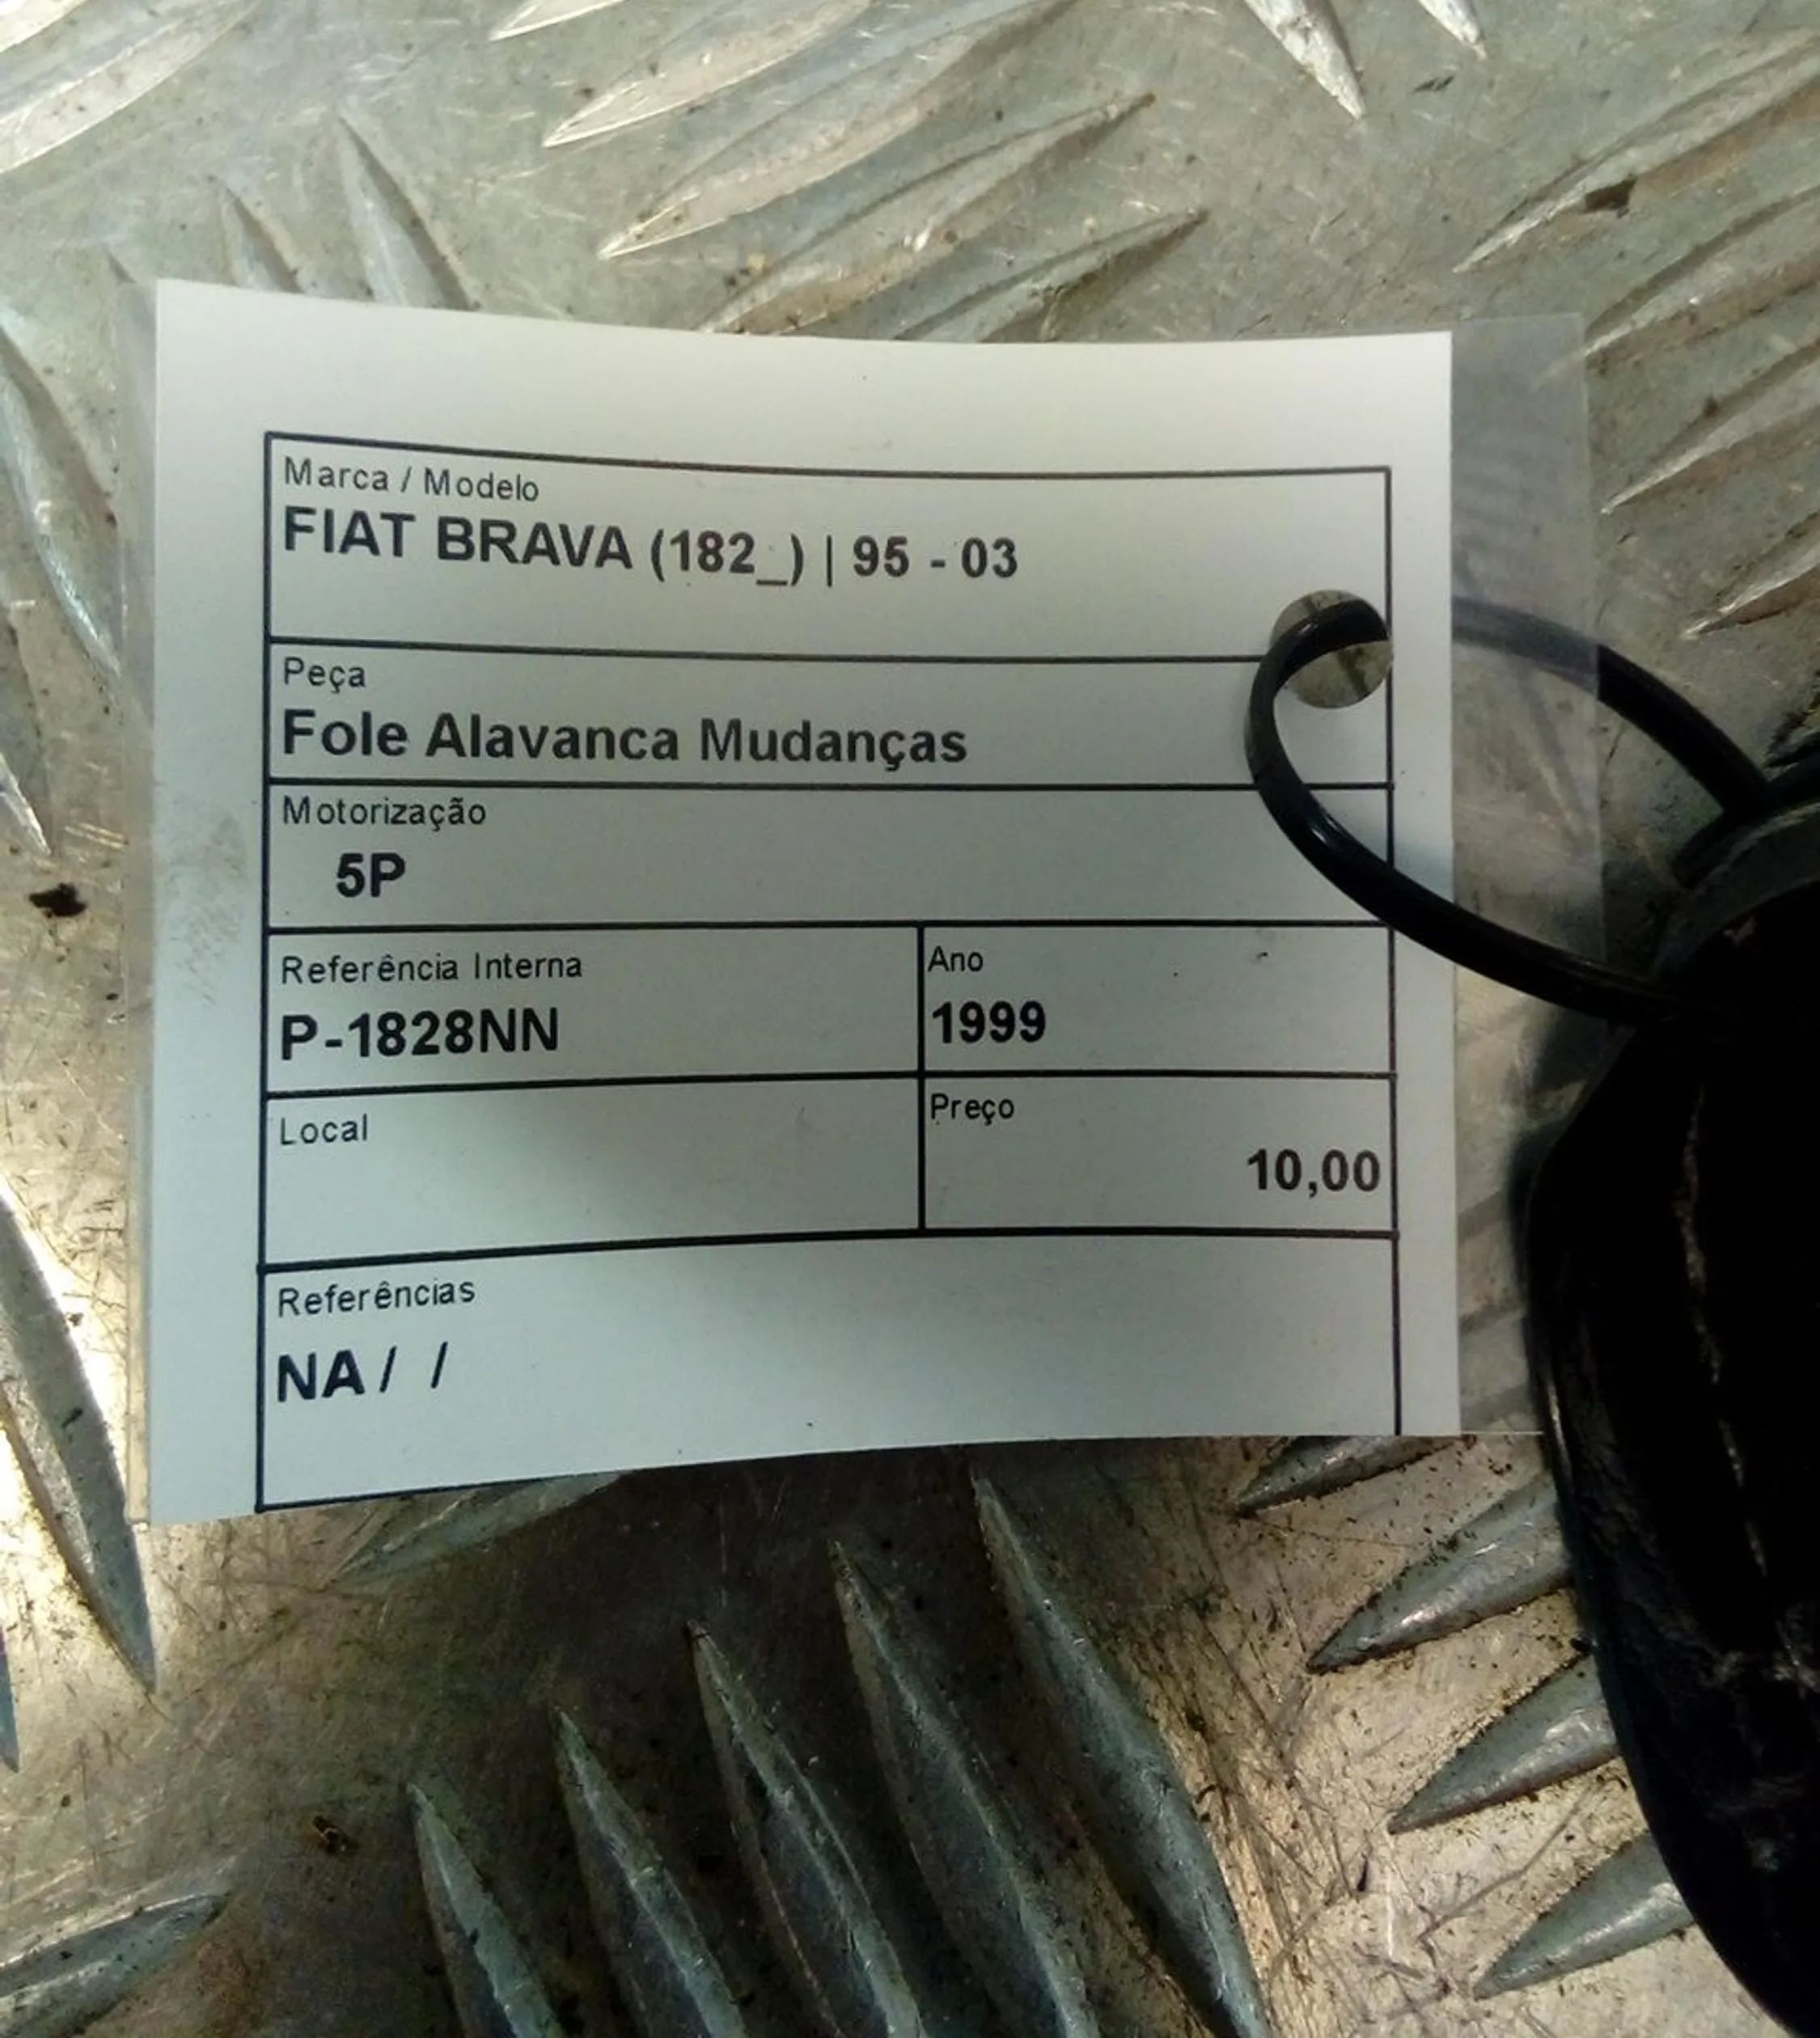 Marca / Modelo
FIAT BRAVA (182_) | 95 - 03
Peça
Fole Alavanca Mudanças
Motorização
5P
Referência Interna
P-1828NN
Ano
1999
Local
Preço
10,00
Referências
NA / /